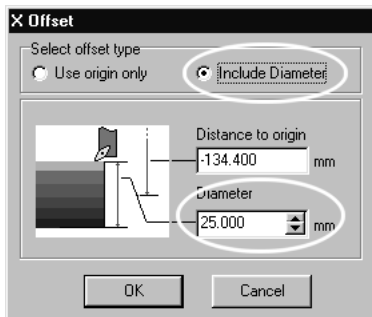 X Offset
Select offset type
Use origin only
Include Diameter
Distance to origin
-134.400 mm
Diameter
25.000 mm
OK Cancel